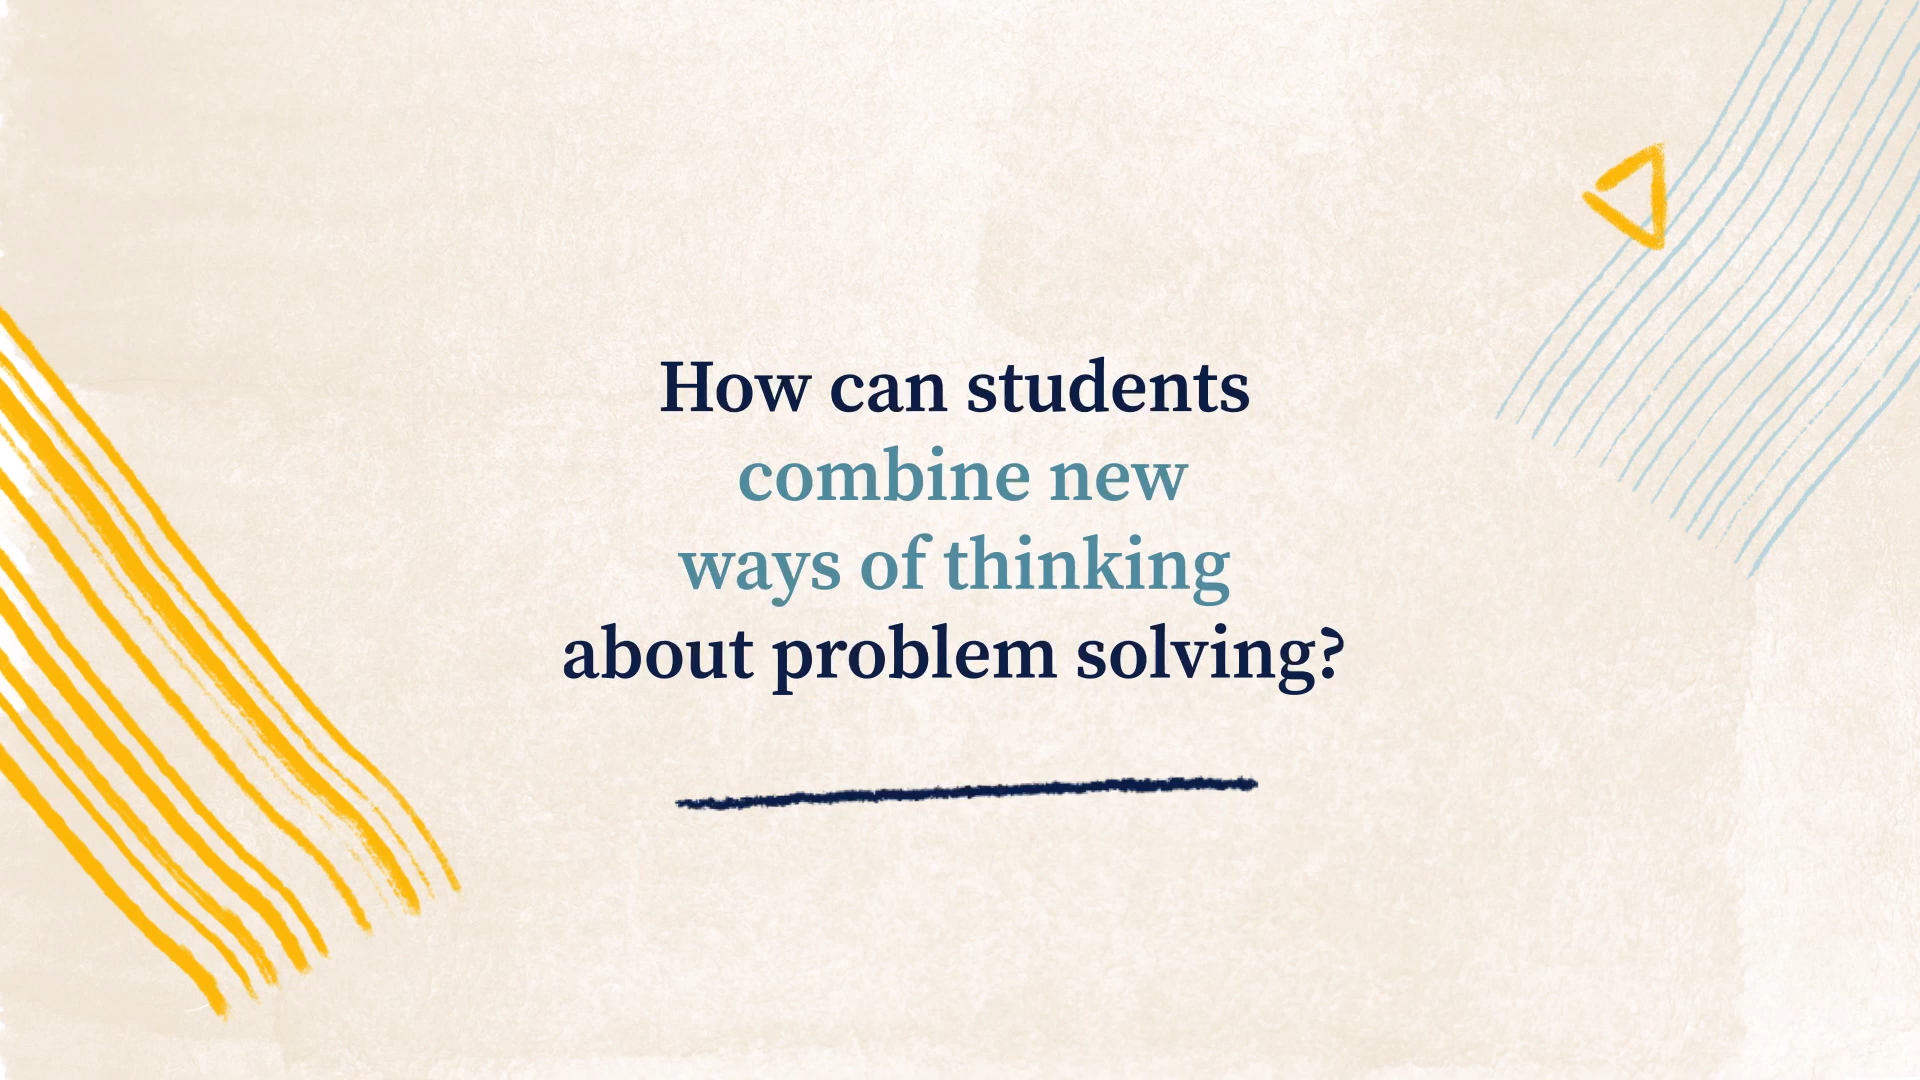 How can students
combine new
ways of thinking
about problem solving?